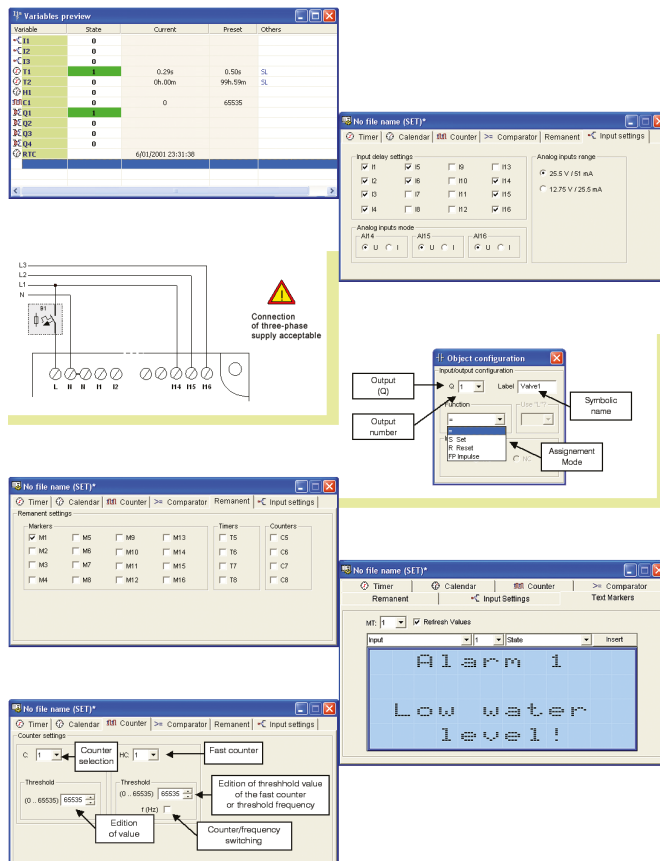 Variables preview
Variable State Current Preset Others
I1 0
I2 0
I3 0
T1 1 0.29s 0.50s SL
T2 0 0h.00m 99h.59m SL
H1 0
C1 0 0 65535
Q1 1
Q2 0
Q3 0
Q4 0
RTC 6/01/2001 23:31:38
No file name (SET)*
Timer Calendar Counter >= Comparator Remanent Input settings
Input delay settings Analog inputs range
I1 I5 I9 I13
I2 I6 I10 I14
I3 I7 I11 I15
I4 I8 I12 I16
25.5 V / 51 mA
12.75 V / 25.5 mA
Analog inputs mode
AI14 AI15 AI16
U I U I U I
L3
L2
L1
N
S1
L N N I1 I2 I14 I15 I16
Connection
of three-phase
supply acceptable
Object configuration
Input/output configuration
Q 1 Label Valve1
Function Use "L"?
=
=
S Set
R Reset
FP Impulse
NC
Output
(Q)
Output
number
Symbolic
name
Assignement
Mode
No file name (SET)*
Timer Calendar Counter >= Comparator Remanent Input settings
Remanent settings
Markers Timers Counters
M1 M5 M9 M13 T5 C5
M2 M6 M10 M14 T6 C6
M3 M7 M11 M15 T7 C7
M4 M8 M12 M16 T8 C8
No file name (SET)*
Timer Calendar Counter >= Comparator
Remanent Input Settings Text Markers
MT: 1 Refresh Values
Input 1 State Insert
Alarm 1
Low water
level!
No file name (SET)*
Timer Calendar Counter >= Comparator Remanent Input settings
Counter settings
C: 1 Counter
selection
HC: 1 Fast counter
Threshold Threshold
(0 .. 65535) 65535
(0 .. 65535) 65535
f (Hz)
Edition of threshhold value
of the fast counter
or threshold frequency
Edition
of value
Counter/frequency
switching